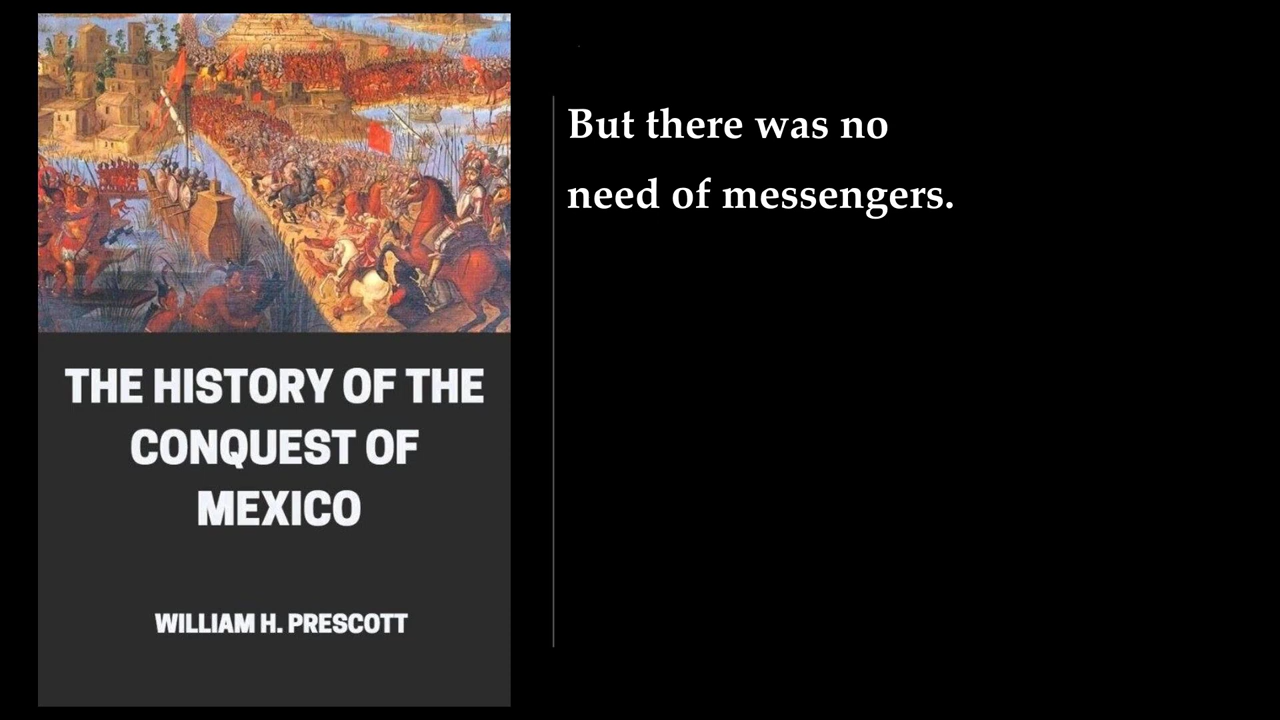 THE HISTORY OF THE
CONQUEST OF
MEXICO
WILLIAM H. PRESCOTT
But there was no
need of messengers.